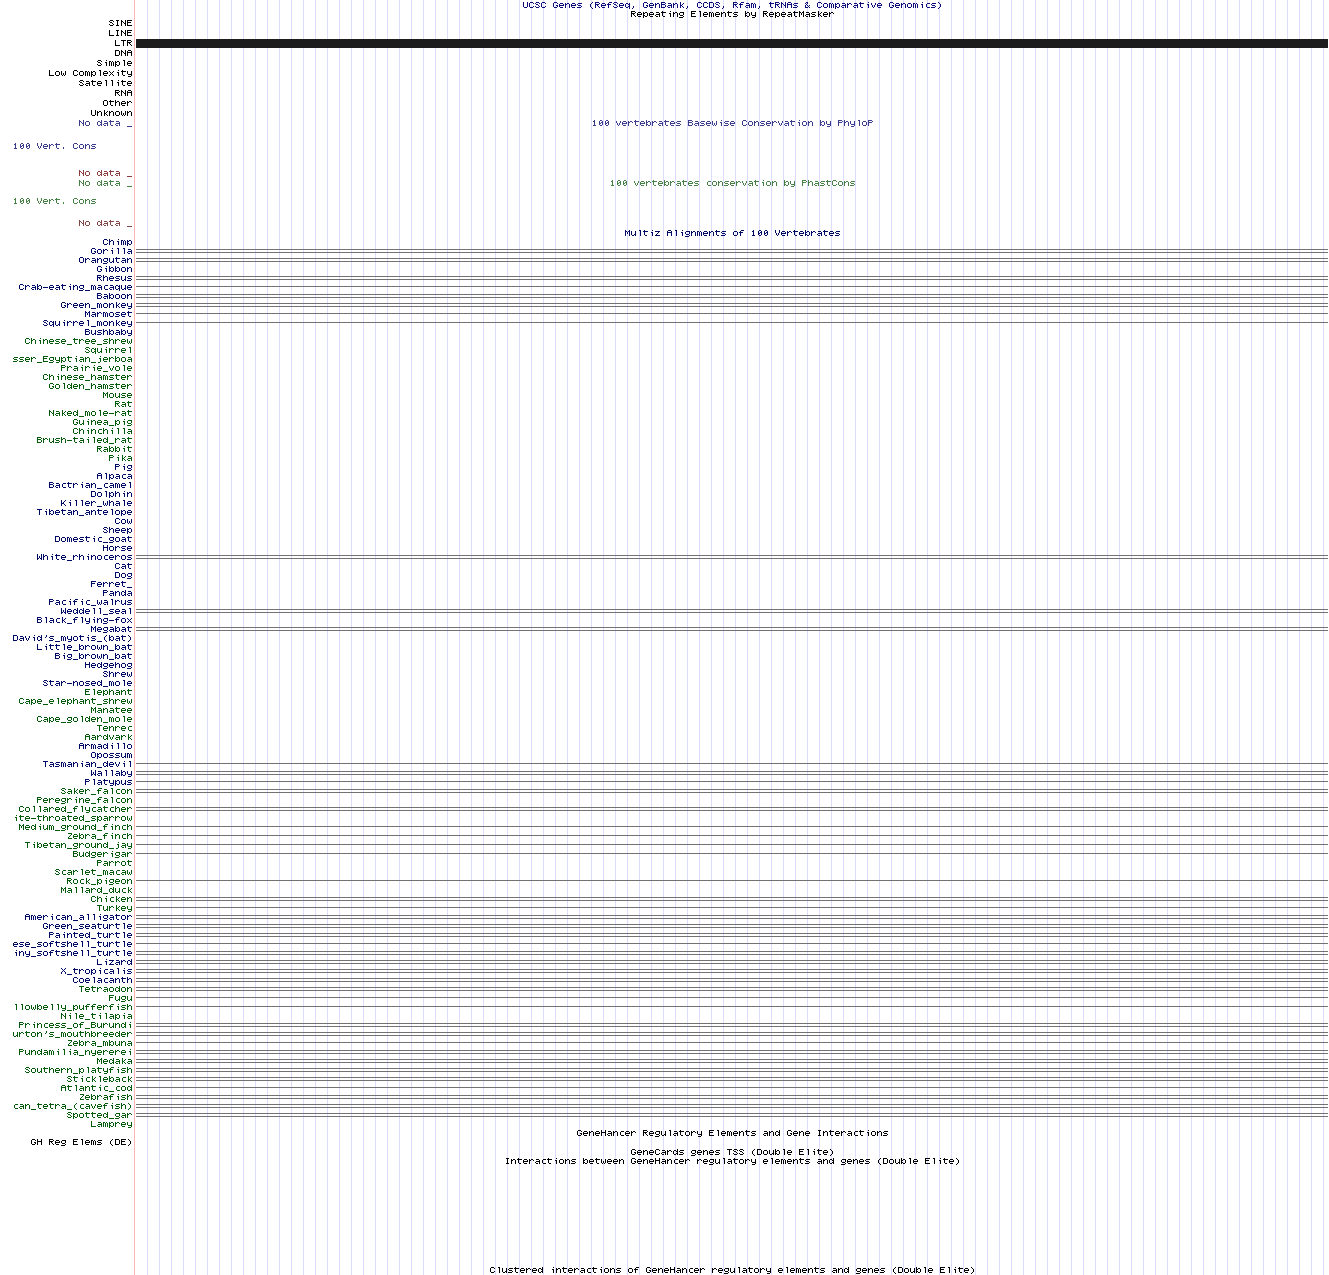 UCSC Genes (RefSeq, GenBank, CCDS, Rfam, tRNAs & Comparative Genomics)
Repeating Elements by RepeatMasker
SINE
LINE
LTR
DNA
Simple
Low Complexity
Satellite
RNA
Other
Unknown
No data _ 100 vertebrates Basewise Conservation by PhyloP
100 Vert. Cons
No data _
No data _ 100 vertebrates conservation by PhastCons
100 Vert. Cons
No data _
Multiz Alignments of 100 Vertebrates
Chimp
Gorilla
Orangutan
Gibbon
Rhesus
Crab-eating_macaque
Baboon
Green_monkey
Marmoset
Squirrel_monkey
Bushbaby
Chinese_tree_shrew
Squirrel
sser_Egyptian_jerboa
Prairie_vole
Chinese_hamster
Golden_hamster
Mouse
Rat
Naked_mole-rat
Guinea_pig
Chinchilla
Brush-tailed_rat
Rabbit
Pika
Pig
Alpaca
Bactrian_camel
Dolphin
Killer_whale
Tibetan_antelope
Cow
Sheep
Domestic_goat
Horse
White_rhinoceros
Cat
Dog
Ferret_
Panda
Pacific_walrus
Weddell_seal
Black_flying-fox
Megabat
David's_myotis_(bat)
Little_brown_bat
Big_brown_bat
Hedgehog
Shrew
Star-nosed_mole
Elephant
Cape_elephant_shrew
Manatee
Cape_golden_mole
Tenrec
Aardvark
Armadillo
Opossum
Tasmanian_devil
Wallaby
Platypus
Saker_falcon
Peregrine_falcon
Collared_flycatcher
ite-throated_sparrow
Medium_ground_finch
Zebra_finch
Tibetan_ground_jay
Budgerigar
Parrot
Scarlet_macaw
Rock_pigeon
Mallard_duck
Chicken
Turkey
American_alligator
Green_seaturtle
Painted_turtle
ese_softshell_turtle
iny_softshell_turtle
Lizard
X_tropicalis
Coelacanth
Tetraodon
Fugu
llowbelly_pufferfish
Nile_tilapia
Princess_of_Burundi
urton's_mouthbreeder
Zebra_mbuna
Pundamilia_nyererei
Medaka
Southern_platyfish
Stickleback
Atlantic_cod
Zebrafish
can_tetra_(cavefish)
Spotted_gar
Lamprey
GeneHancer Regulatory Elements and Gene Interactions
GH Reg Elems (DE)
GeneCards genes TSS (Double Elite)
Interactions between GeneHancer regulatory elements and genes (Double Elite)
Clustered interactions of GeneHancer regulatory elements and genes (Double Elite)